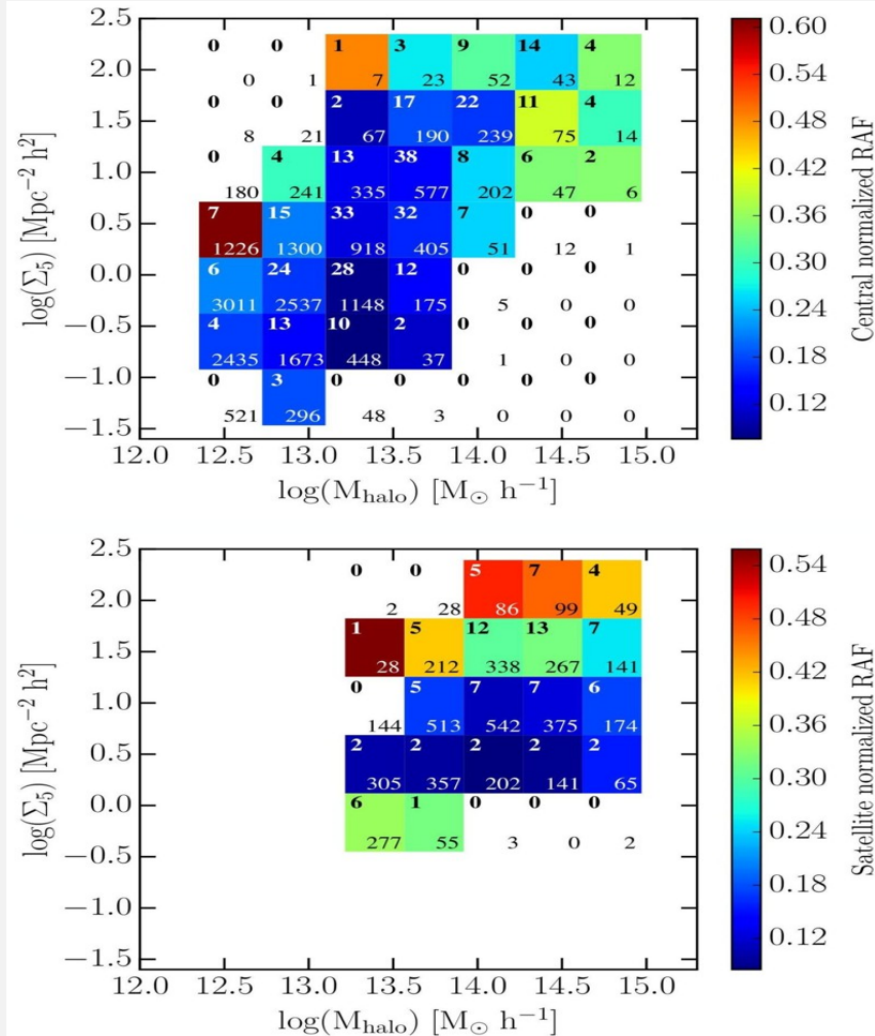 2.5
2.0
1.5
1.0
0.5
0.0
−0.5
−1.0
−1.5
log(Σ5) [Mpc−2 h2]
0 0 1 3 9 14 4
0 1 7 23 52 43 12
0 0 2 17 22 11 4
8 21 67 190 239 75 14
0 4 13 38 8 6 2
180 241 335 577 202 47 6
7 15 33 32 7 0 0
1226 1300 918 405 51 12 1
6 24 28 12 0 0 0
3011 2537 1148 175 5 0 0
4 13 10 2 0 0 0
2435 1673 448 37 1 0 0
0 3 0 0 0 0 0
521 296 48 3 0 0 0
12.0 12.5 13.0 13.5 14.0 14.5 15.0
log(Mhalo) [M⊙ h−1]
0.60
0.54
0.48
0.42
0.36
0.30
0.24
0.18
0.12
Central normalized RAF
2.5
2.0
1.5
1.0
0.5
0.0
−0.5
−1.0
−1.5
log(Σ5) [Mpc−2 h2]
0 0 5 7 4
2 28 86 99 49
1 5 12 13 7
28 212 338 267 141
0 5 7 7 6
144 513 542 375 174
2 2 2 2 2
305 357 202 141 65
6 1 0 0 0
277 55 3 0 2
12.0 12.5 13.0 13.5 14.0 14.5 15.0
log(Mhalo) [M⊙ h−1]
0.54
0.48
0.42
0.36
0.30
0.24
0.18
0.12
Satellite normalized RAF